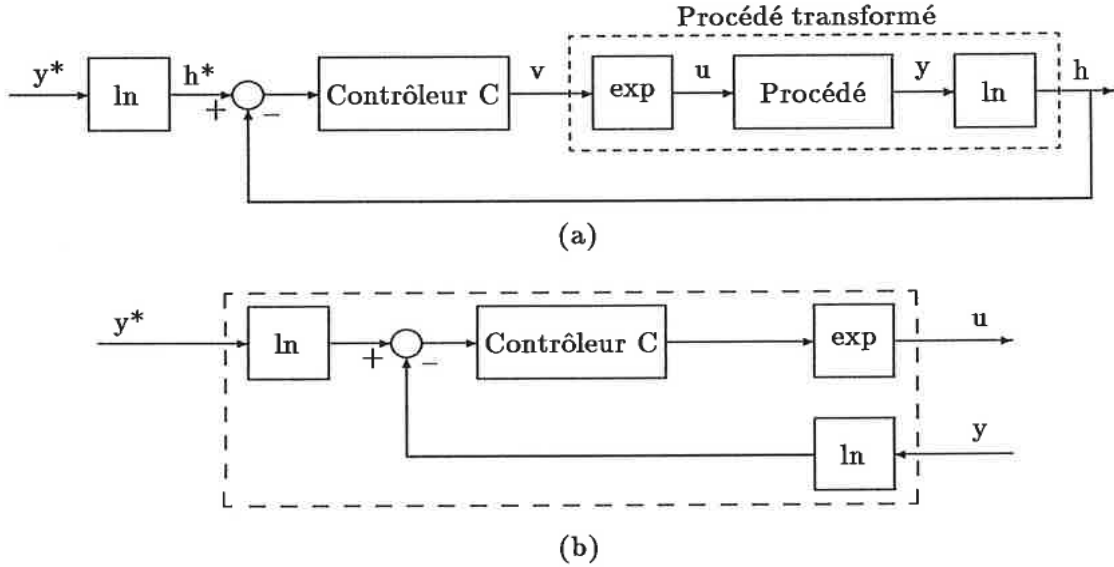 Procédé transformé
y* ln h* + − Contrôleur C v exp u Procédé y ln h
(a)
y* ln + − Contrôleur C exp u
ln y
(b)